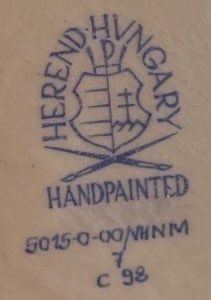 HEREND·HVNGARY
HANDPAINTED
5015-0-00/VHNM
7
C 98